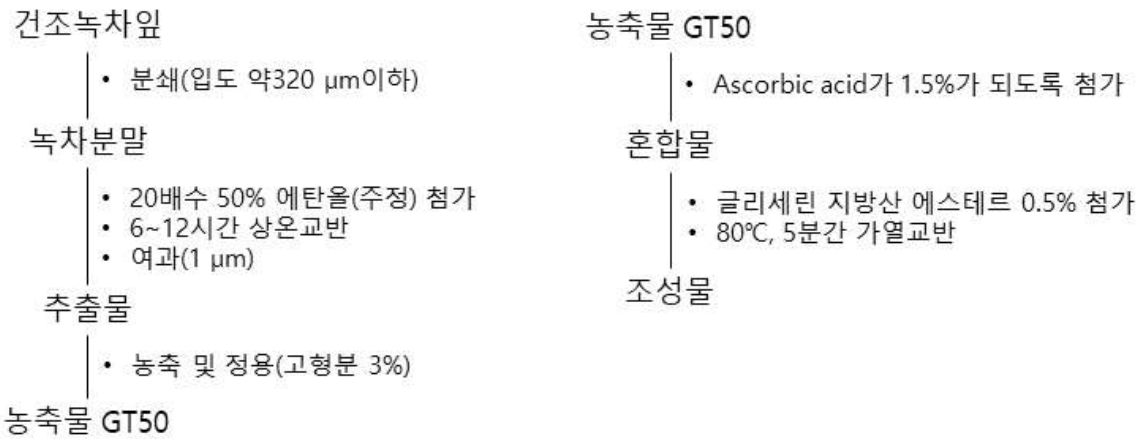 건조녹차잎
• 분쇄(입도 약320 μm이하)
녹차분말
• 20배수 50% 에탄올(주정) 첨가
• 6~12시간 상온교반
• 여과(1 μm)
추출물
• 농축 및 정용(고형분 3%)
농축물 GT50
농축물 GT50
• Ascorbic acid가 1.5%가 되도록 첨가
혼합물
• 글리세린 지방산 에스테르 0.5% 첨가
• 80℃, 5분간 가열교반
조성물